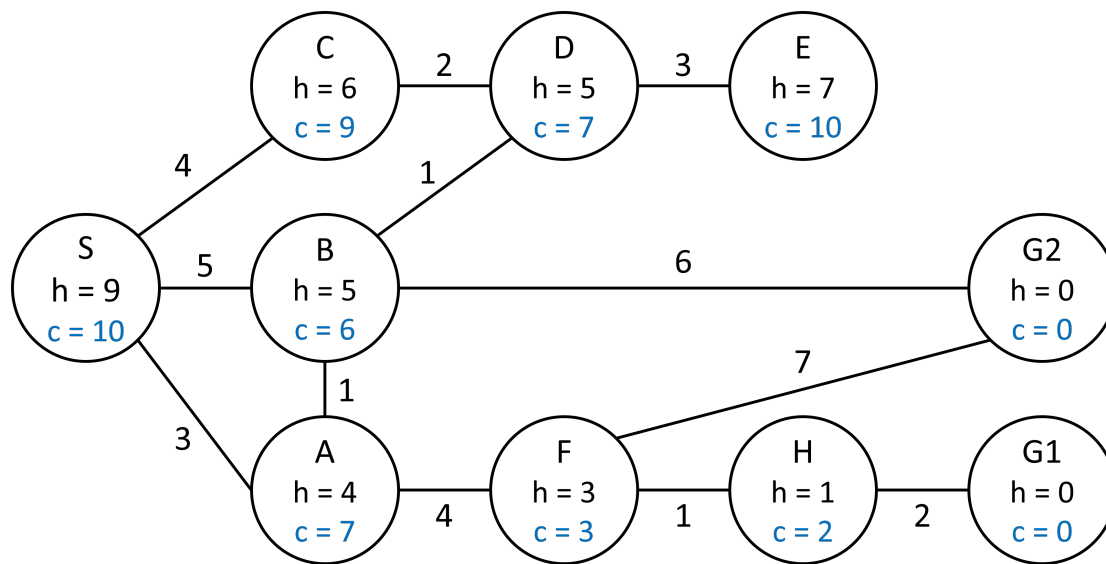 C
h = 6
c = 9
2
D
h = 5
c = 7
3
E
h = 7
c = 10
4
1
S
h = 9
c = 10
5
B
h = 5
c = 6
6
G2
h = 0
c = 0
7
1
3
A
h = 4
c = 7
4
F
h = 3
c = 3
1
H
h = 1
c = 2
2
G1
h = 0
c = 0